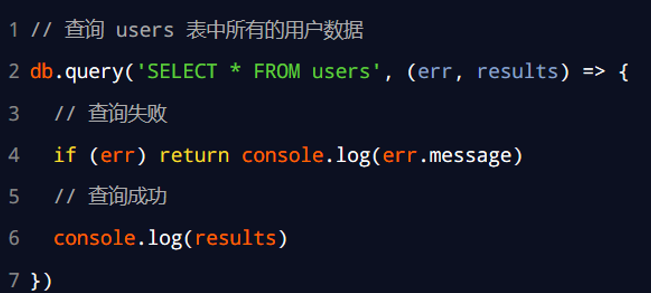 1 // 查询 users 表中所有的用户数据
2 db.query('SELECT * FROM users', (err, results) => {
3   // 查询失败
4   if (err) return console.log(err.message)
5   // 查询成功
6   console.log(results)
7 })